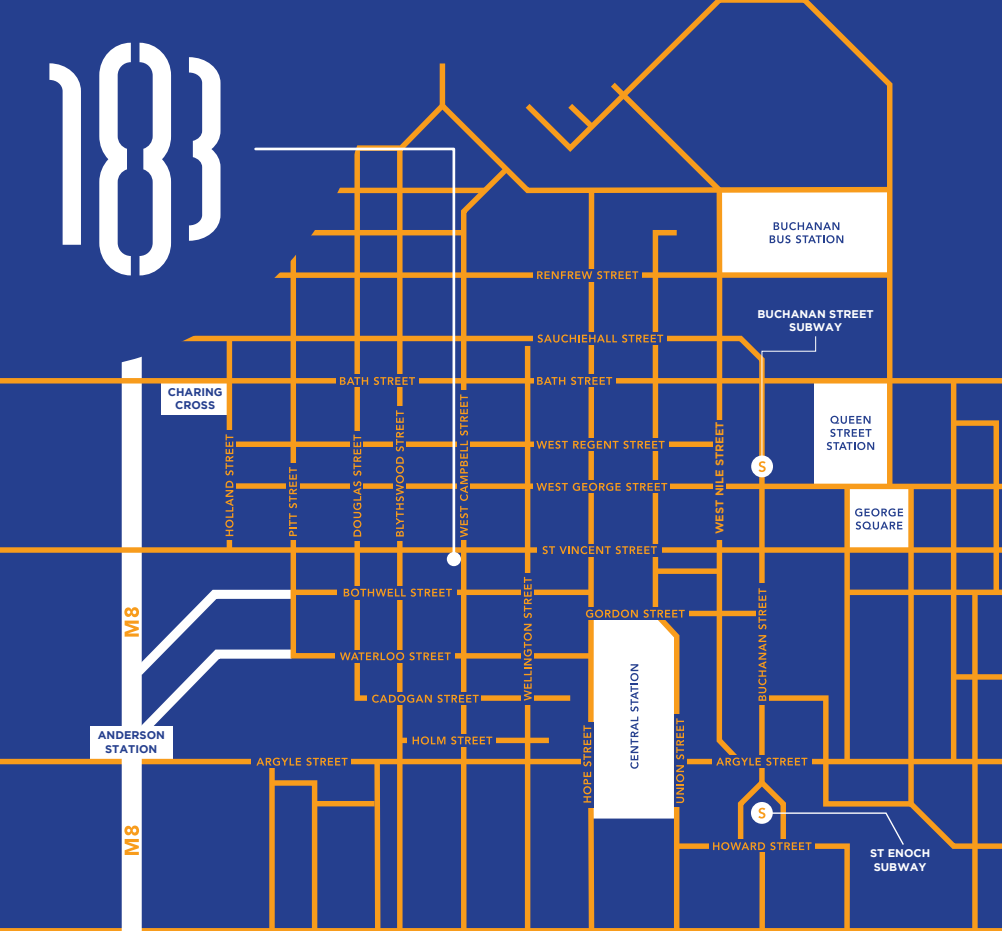 183
BUCHANAN
BUS STATION
RENFREW STREET
BUCHANAN STREET
SUBWAY
SAUCHIEHALL STREET
BATH STREET
BATH STREET
CHARING
CROSS
HOLLAND STREET
PITT STREET
DOUGLAS STREET
BLYTHSWOOD STREET
WEST CAMPBELL STREET
WEST REGENT STREET
WEST GEORGE STREET
WEST NILE STREET
S
QUEEN
STREET
STATION
GEORGE
SQUARE
ST VINCENT STREET
BOTHWELL STREET
WELLINGTON STREET
GORDON STREET
BUCHANAN STREET
M8
WATERLOO STREET
CADOGAN STREET
CENTRAL STATION
ANDERSON
STATION
HOLM STREET
HOPE STREET
UNION STREET
ARGYLE STREET
ARGYLE STREET
M8
S
HOWARD STREET
ST ENOCH
SUBWAY